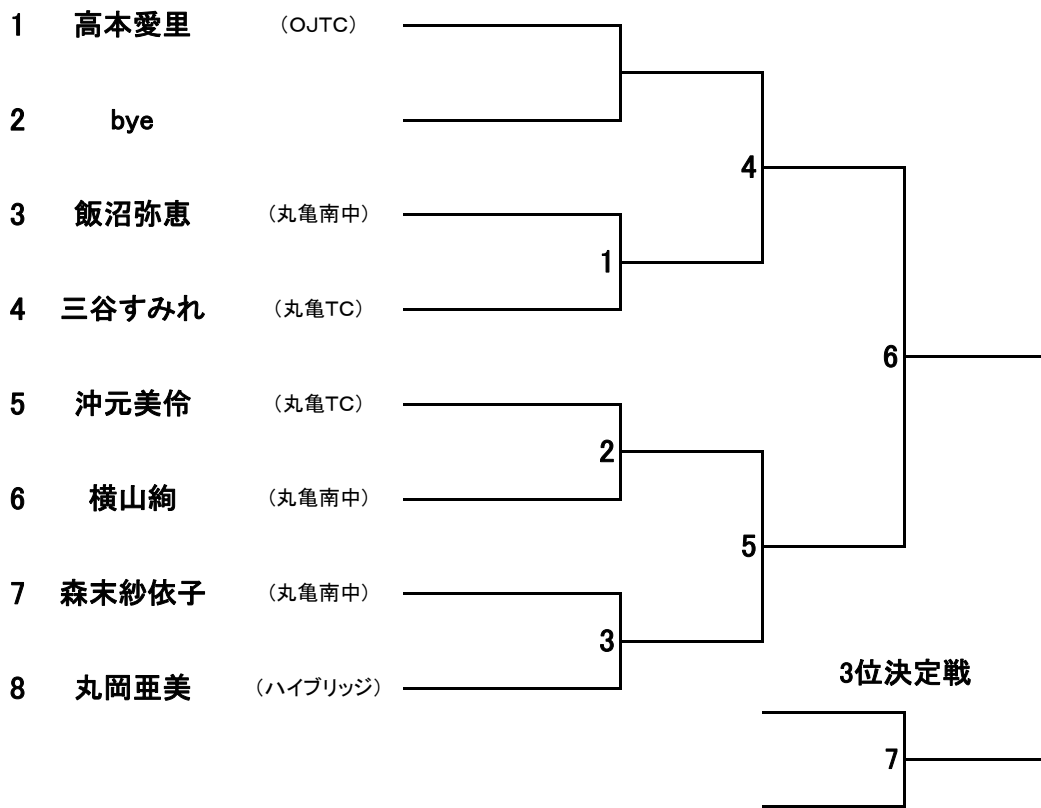 1 高本愛里 （OJTC）
2 bye
4
3 飯沼弥恵 （丸亀南中）
1
4 三谷すみれ （丸亀TC）
6
5 沖元美伶 （丸亀TC）
2
6 横山絢 （丸亀南中）
5
7 森末紗依子 （丸亀南中）
3
8 丸岡亜美 （ハイブリッジ）
3位決定戦
7